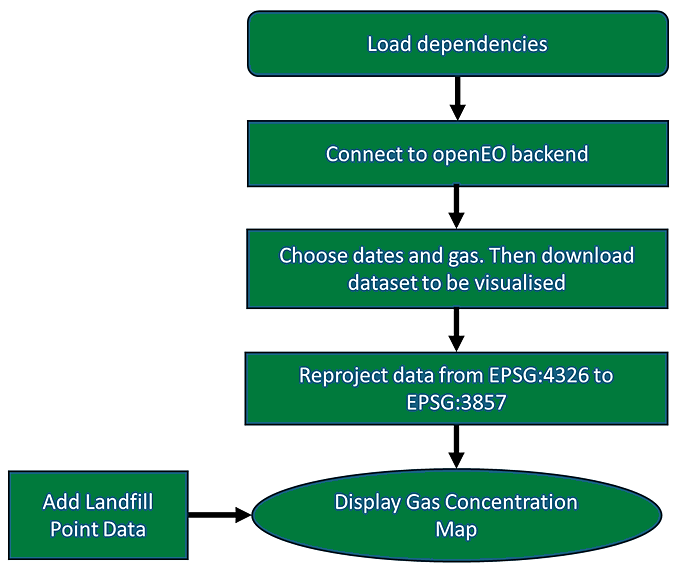 Load dependencies
Connect to openEO backend
Choose dates and gas. Then download
dataset to be visualised
Reproject data from EPSG:4326 to
EPSG:3857
Add Landfill
Point Data
Display Gas Concentration
Map